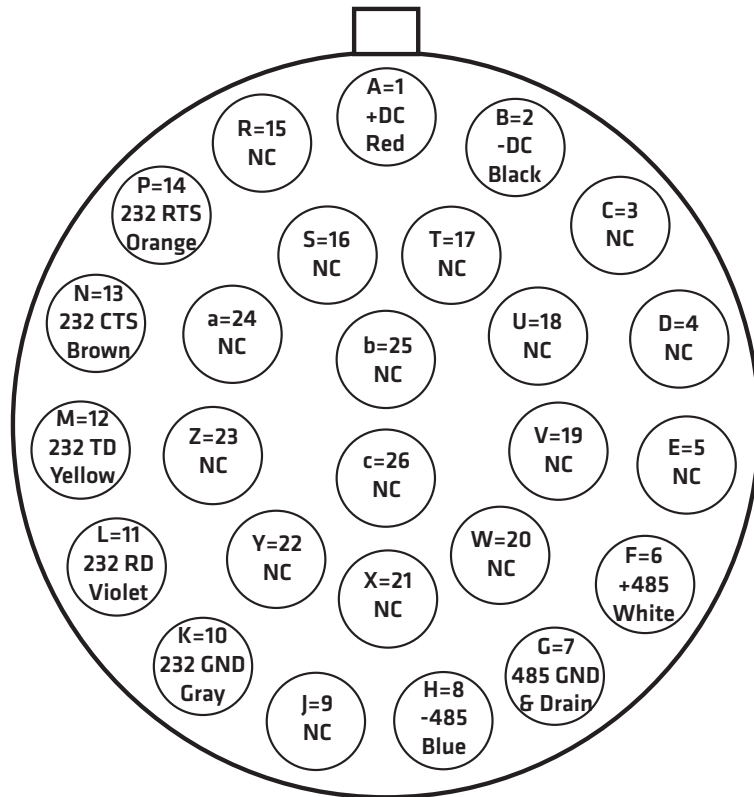 A=1
+DC
Red
B=2
-DC
Black
R=15
NC
P=14
232 RTS
Orange
C=3
NC
S=16
NC
T=17
NC
N=13
232 CTS
Brown
a=24
NC
b=25
NC
U=18
NC
D=4
NC
M=12
232 TD
Yellow
Z=23
NC
c=26
NC
V=19
NC
E=5
NC
L=11
232 RD
Violet
Y=22
NC
X=21
NC
W=20
NC
F=6
+485
White
K=10
232 GND
Gray
J=9
NC
H=8
-485
Blue
G=7
485 GND
& Drain